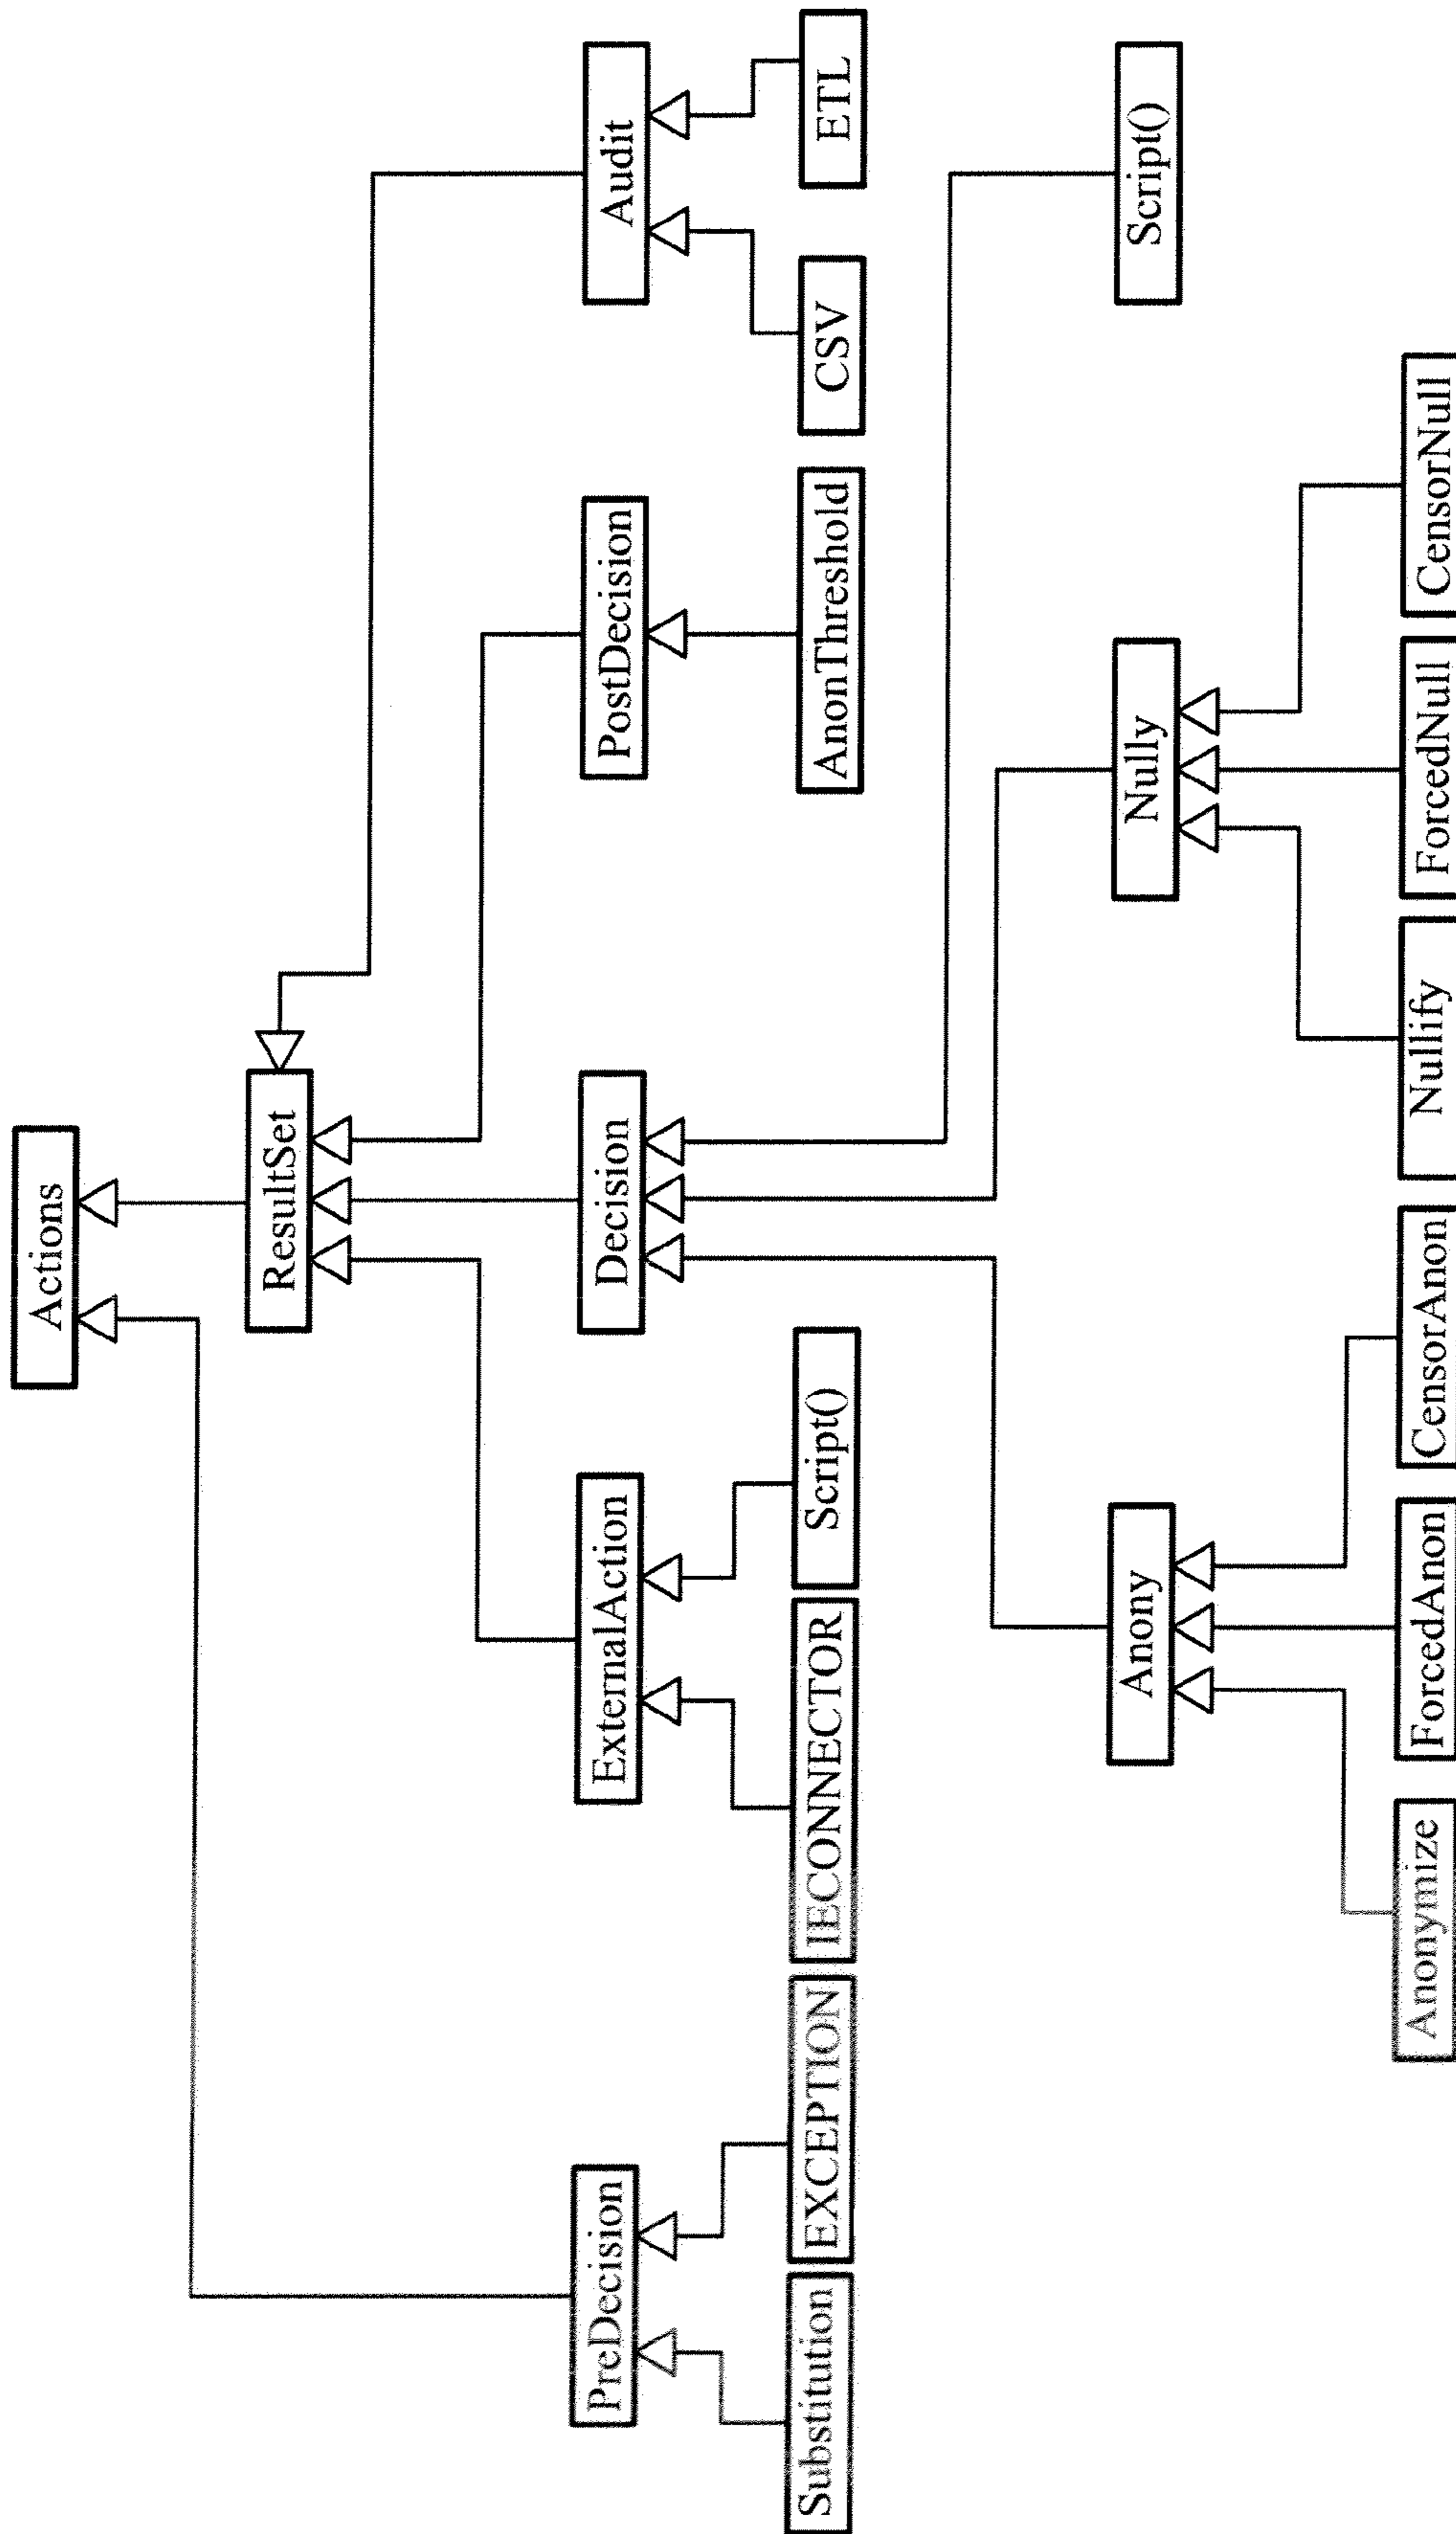 Actions
ResultSet
PreDecision
ExternalAction
Decision
PostDecision
Audit
Substitution
EXCEPTION
IECONNECTOR
Script()
AnonThreshold
CSV
ETL
Anony
Nully
Script()
Anonymize
ForcedAnon
CensorAnon
Nullify
ForcedNull
CensorNull